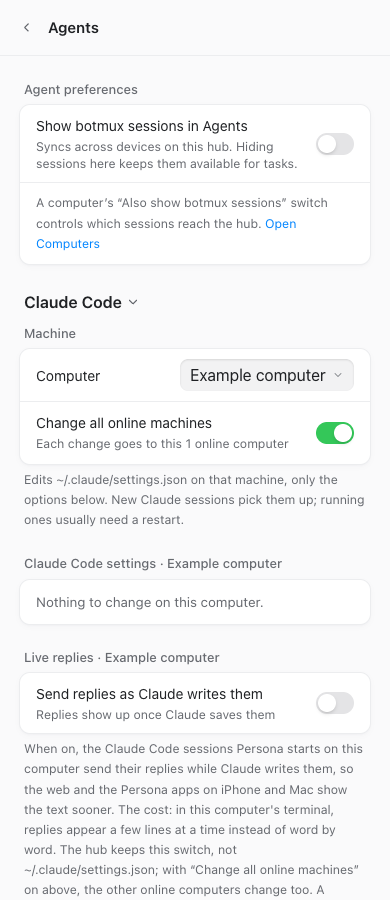 Agents
Agent preferences
Show botmux sessions in Agents
Syncs across devices on this hub. Hiding
sessions here keeps them available for tasks.
A computer’s “Also show botmux sessions” switch
controls which sessions reach the hub. Open
Computers
Claude Code
Machine
Computer
Example computer
Change all online machines
Each change goes to this 1 online computer
Edits ~/.claude/settings.json on that machine, only the
options below. New Claude sessions pick them up; running
ones usually need a restart.
Claude Code settings · Example computer
Nothing to change on this computer.
Live replies · Example computer
Send replies as Claude writes them
Replies show up once Claude saves them
When on, the Claude Code sessions Persona starts on this
computer send their replies while Claude writes them, so
the web and the Persona apps on iPhone and Mac show
the text sooner. The cost: in this computer's terminal,
replies appear a few lines at a time instead of word by
word. The hub keeps this switch, not
~/.claude/settings.json; with “Change all online machines”
on above, the other online computers change too. A